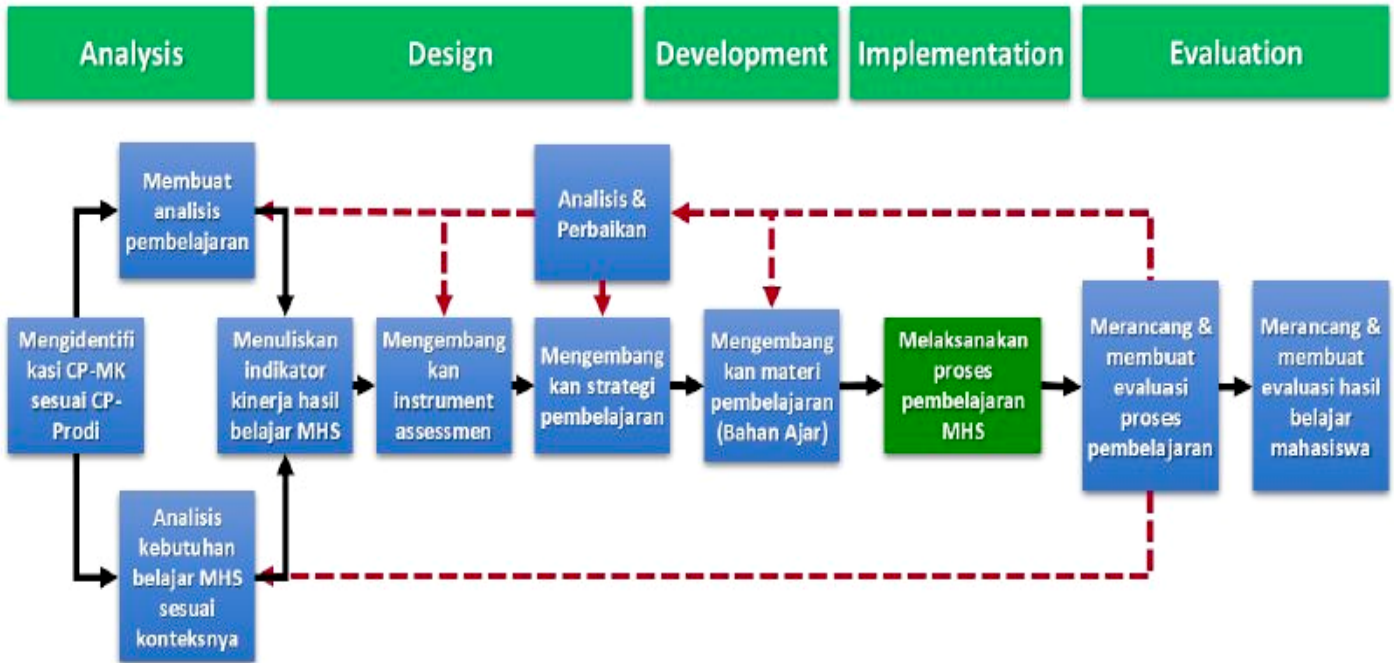 Analysis
Design
Development
Implementation
Evaluation
Membuat
analisis
pembelajaran
Analisis &
Perbaikan
Mengidentifi
kasi CP-MK
sesuai CP-
Prodi
Menuliskan
indikator
kinerja hasil
belajar MHS
Mengembang
kan
instrument
assessmen
Mengembang
kan strategi
pembelajaran
Mengembang
kan materi
pembelajaran
(Bahan Ajar)
Melaksanakan
proses
pembelajaran
MHS
Merancang &
membuat
evaluasi
proses
pembelajaran
Merancang &
membuat
evaluasi hasil
belajar
mahasiswa
Analisis
kebutuhan
belajar MHS
sesuai
konteksnya